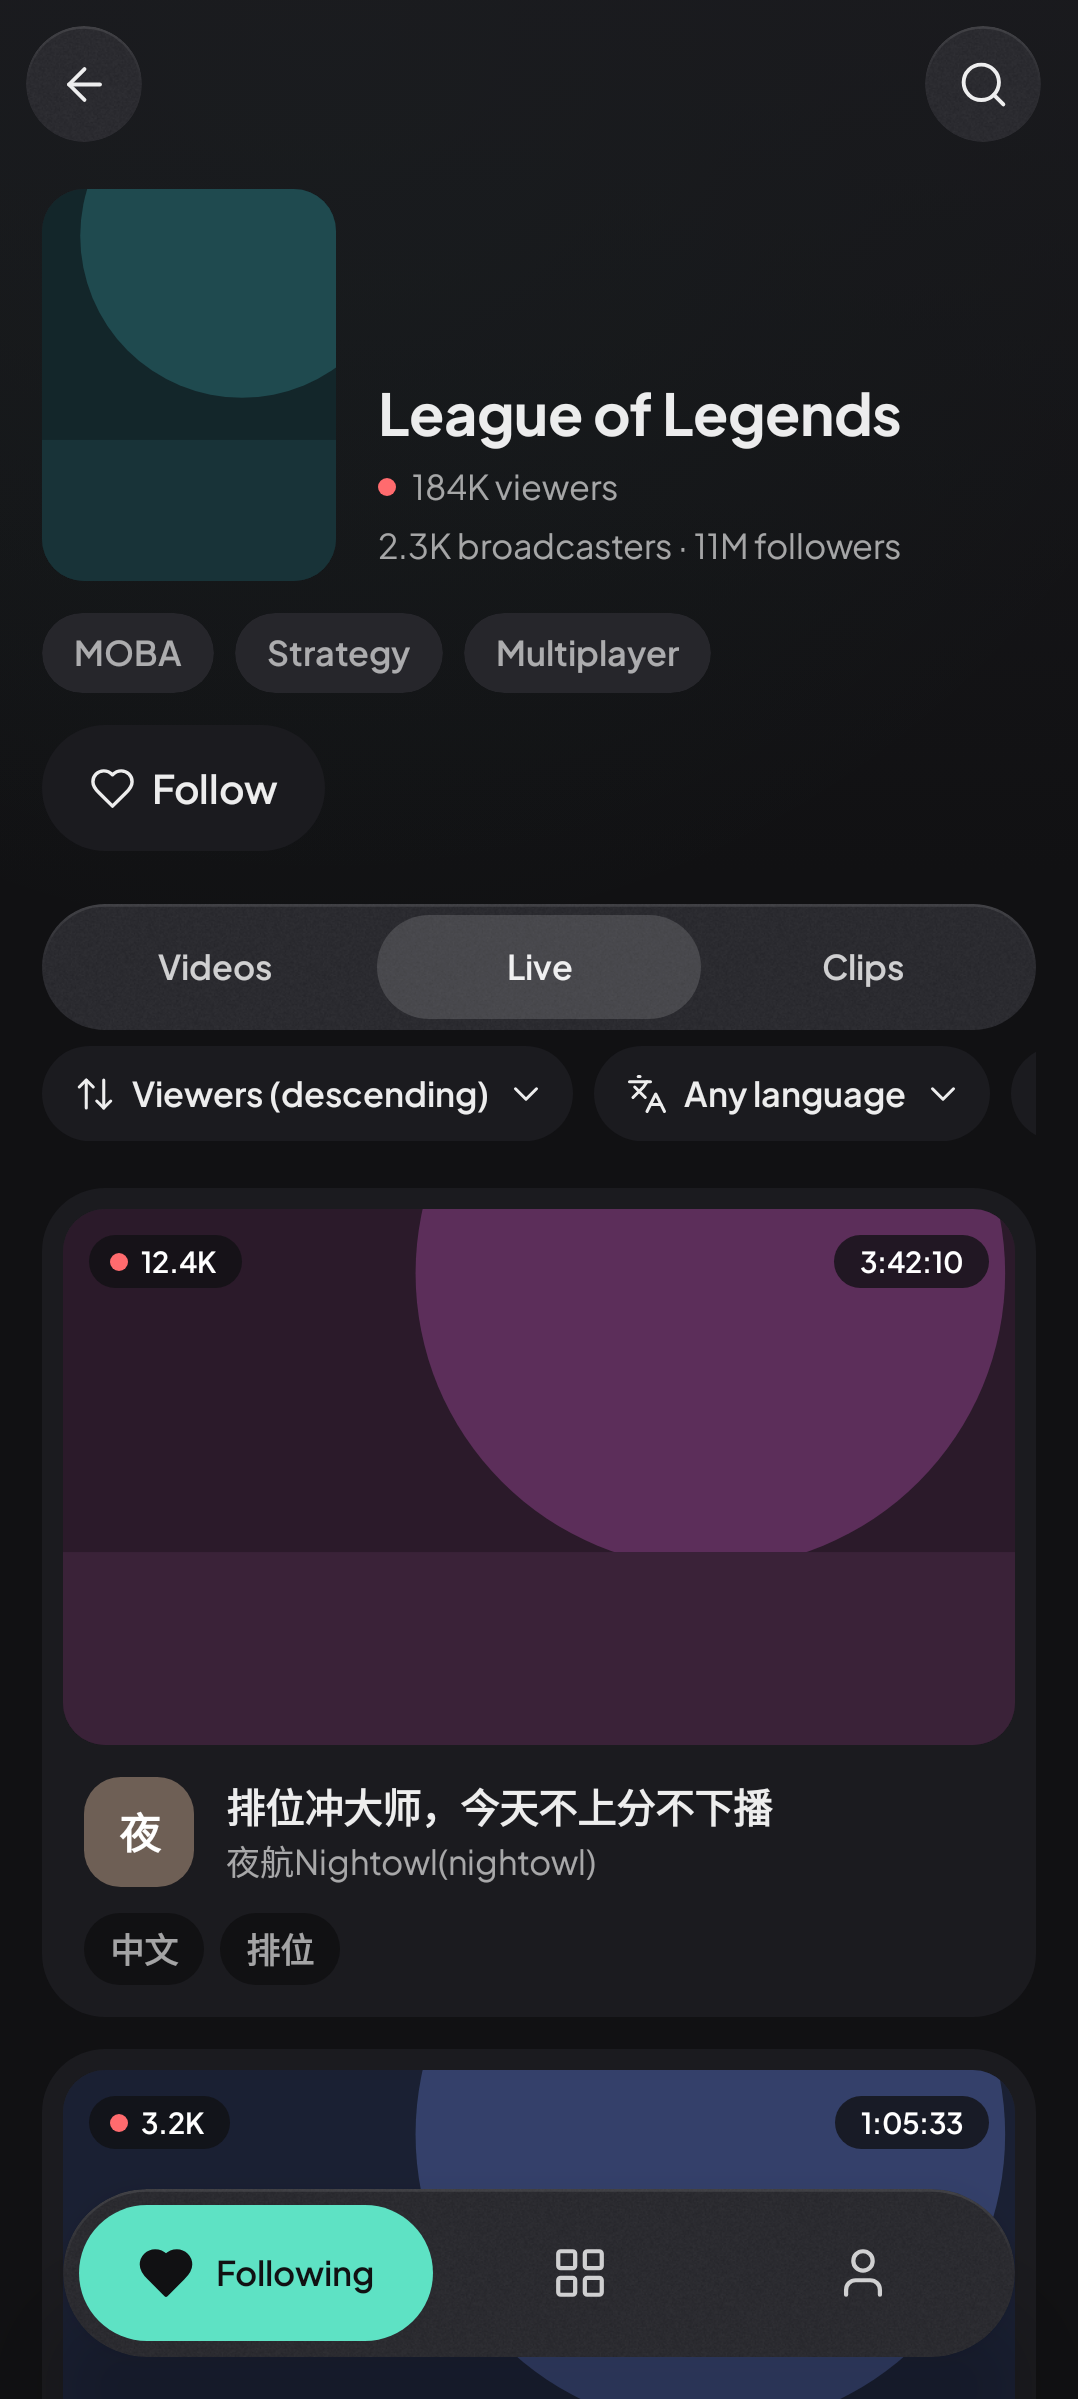 League of Legends
184K viewers
2.3K broadcasters · 11M followers
MOBA
Strategy
Multiplayer
Follow
Videos
Live
Clips
Viewers (descending)
Any language
12.4K
3:42:10
夜
排位冲大师，今天不上分不下播
夜航Nightowl(nightowl)
中文
排位
3.2K
1:05:33
Following